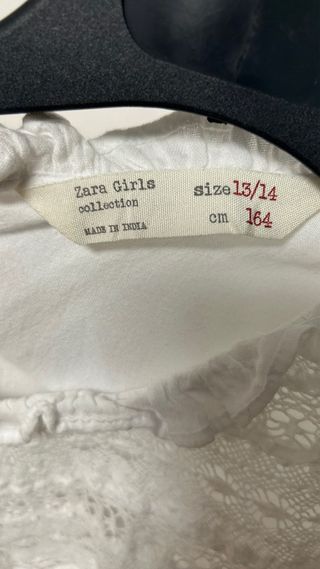 Zara Girls
collection
MADE IN INDIA
size 13/14
cm 164